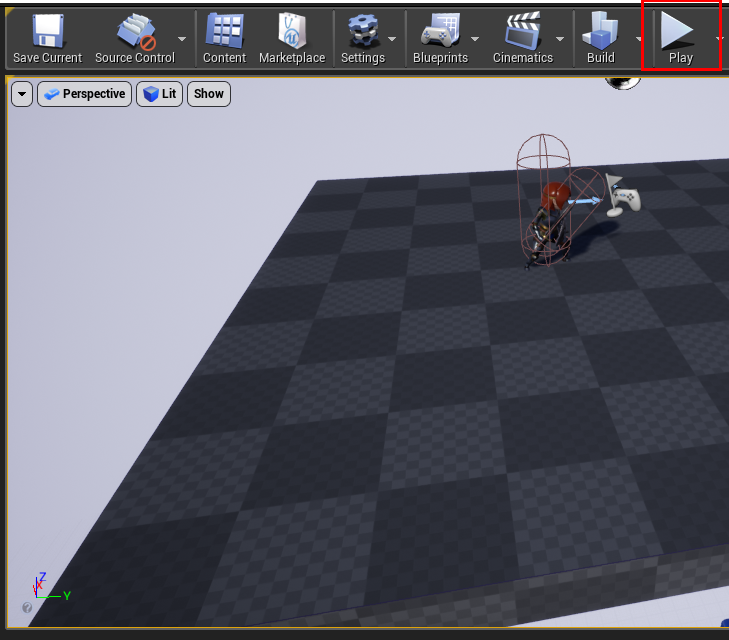 Save Current Source Control Content Marketplace Settings Blueprints Cinematics Build Play
Perspective Lit Show
Z
X
Y
?